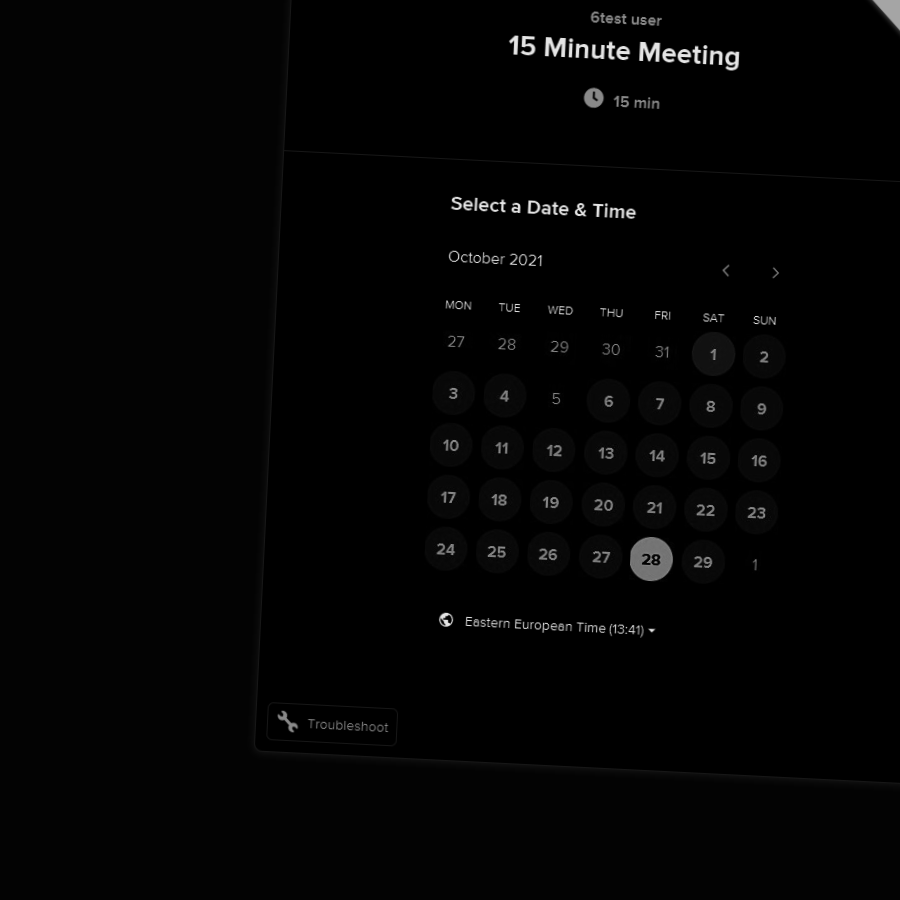 6test user
15 Minute Meeting
15 min
Select a Date & Time
October 2021
MON TUE WED THU FRI SAT SUN
27 28 29 30 31 1 2
3 4 5 6 7 8 9
10 11 12 13 14 15 16
17 18 19 20 21 22 23
24 25 26 27 28 29 1
Eastern European Time (13:41)
Troubleshoot